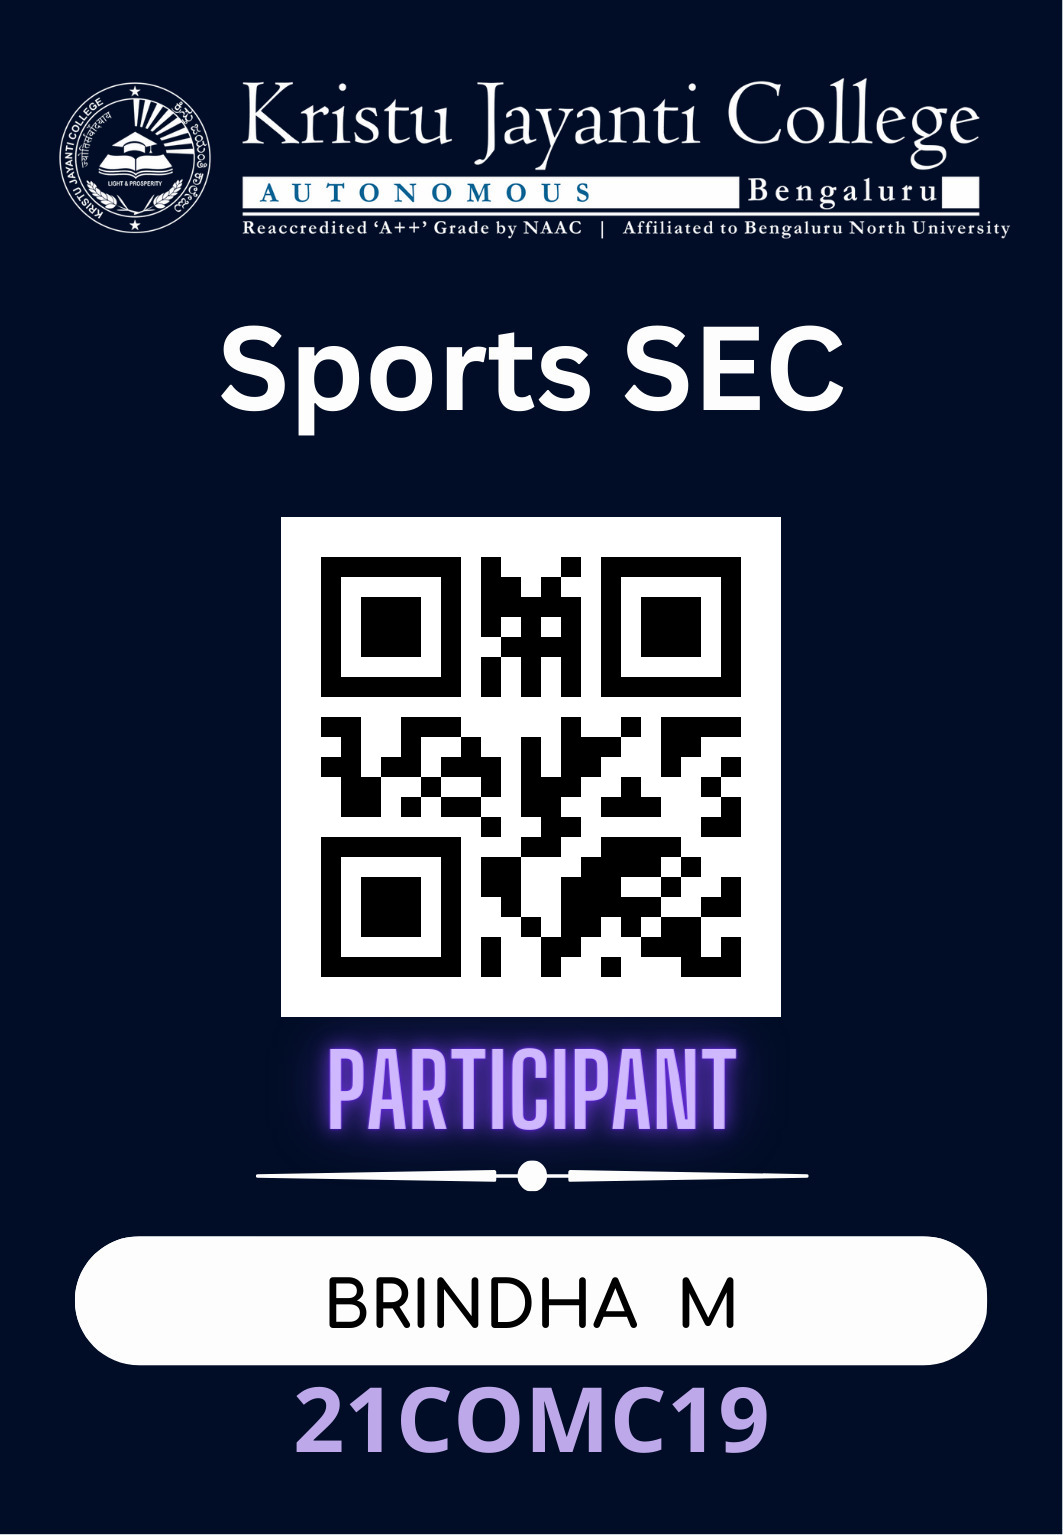 Kristu Jayanti College
AUTONOMOUS Bengaluru
Reaccredited ‘A++’ Grade by NAAC | Affiliated to Bengaluru North University
KRISTU JAYANTI COLLEGE
LIGHT & PROSPERITY
Sports SEC
PARTICIPANT
BRINDHA M
21COMC19